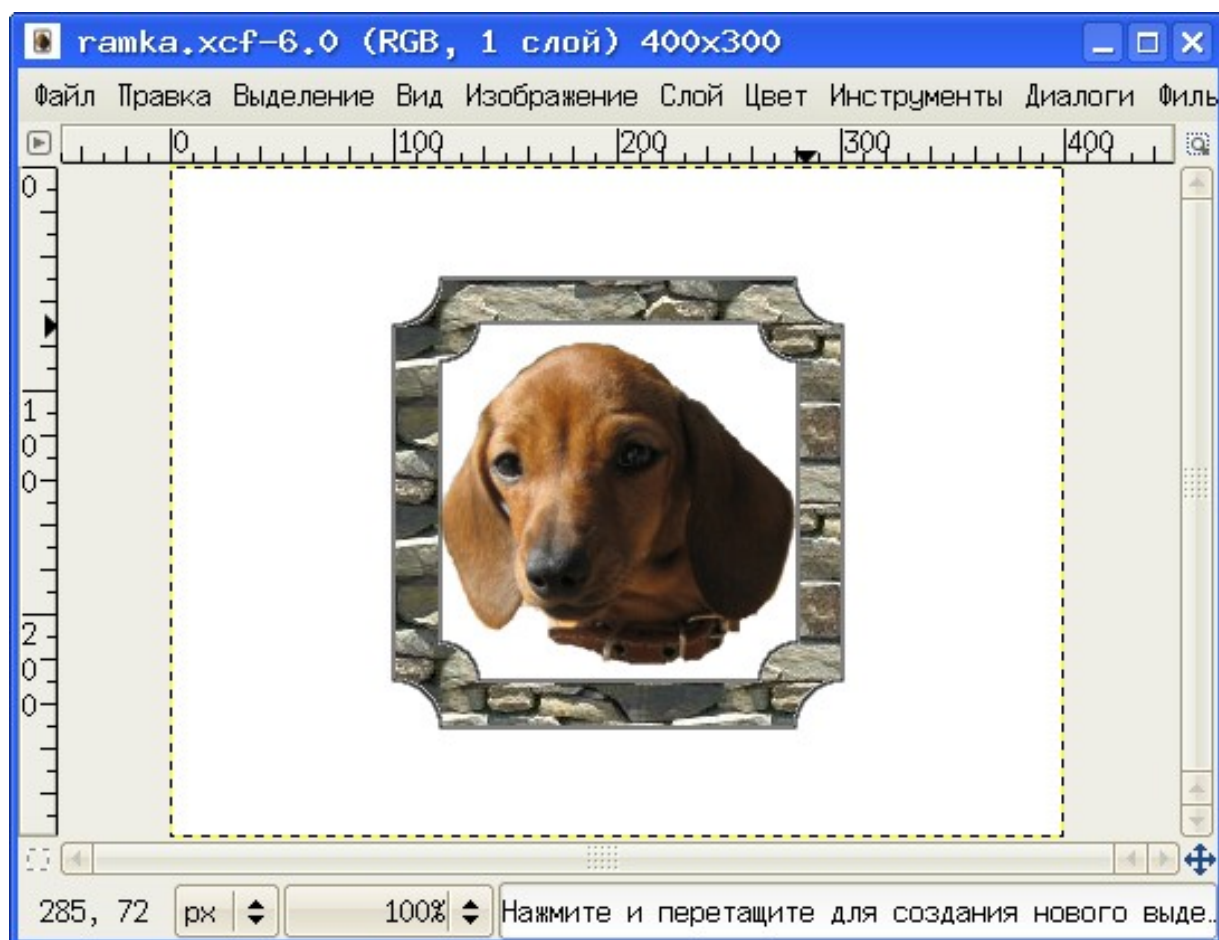 ramka.xcf-6.0 (RGB, 1 слой) 400x300
Файл Правка Выделение Вид Изображение Слой Цвет Инструменты Диалоги Филь
0 100 200 300 400
0
100
200
285, 72 px 100% Нажмите и перетащите для создания нового выде..